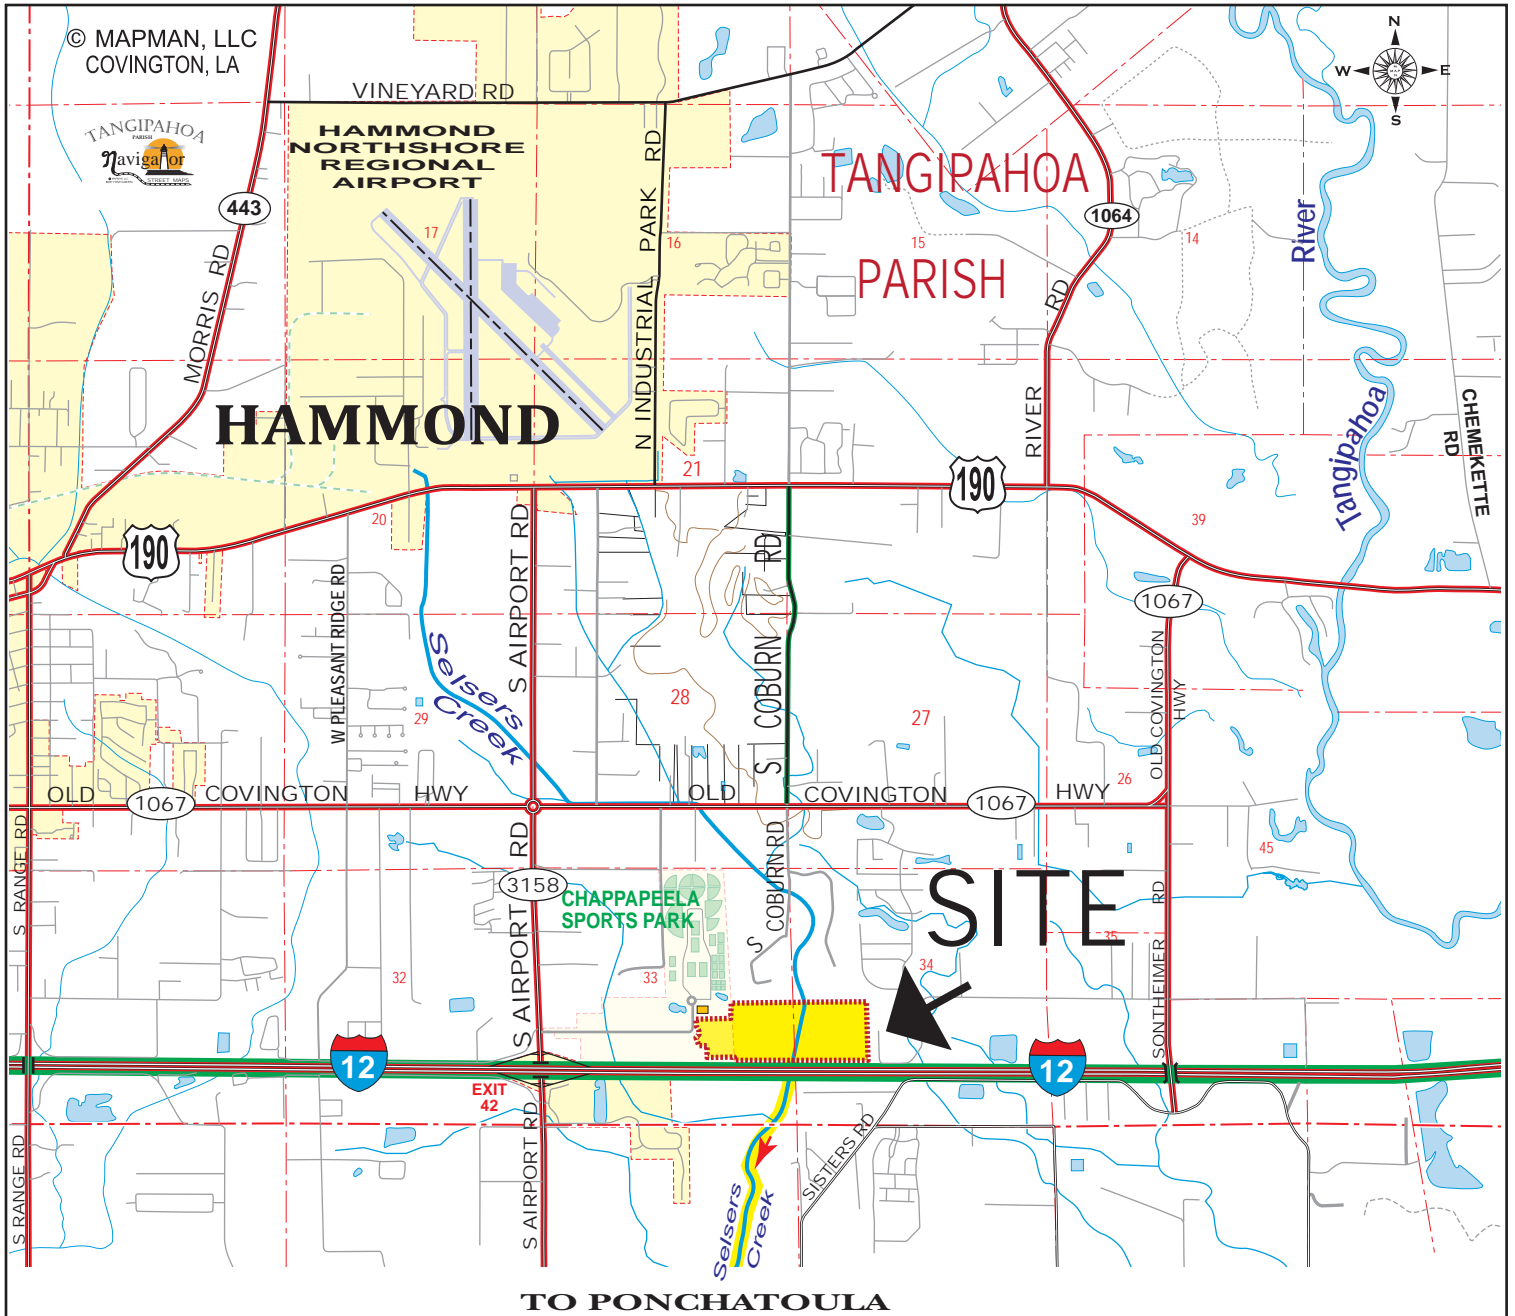 © MAPMAN, LLC
COVINGTON, LA
TANGIPAHOA
PARISH
Navigator
STREET MAPS
N
W
E
S
VINEYARD RD
HAMMOND
NORTHSHORE
REGIONAL
AIRPORT
443
MORRIS RD
17
N INDUSTRIAL PARK RD
16
TANGIPAHOA
PARISH
15
1064
14
RIVER RD
River
Tangipahoa
CHEMEKETTE
RD
HAMMOND
21
190
190
20
39
S AIRPORT RD
W PLEASANT RIDGE RD
Selsers
Creek
29
28
S COBURN RD
27
26
1067
OLD COVINGTON
HWY
OLD
1067
COVINGTON
HWY
OLD
COVINGTON
1067
HWY
S RANGE RD
S AIRPORT RD
3158
CHAPPAPEELA
SPORTS PARK
S COBURN RD
SITE
45
35
34
33
32
SONTHEIMER RD
12
12
EXIT
42
S RANGE RD
S AIRPORT RD
SISTERS RD
Selsers
Creek
TO PONCHATOULA